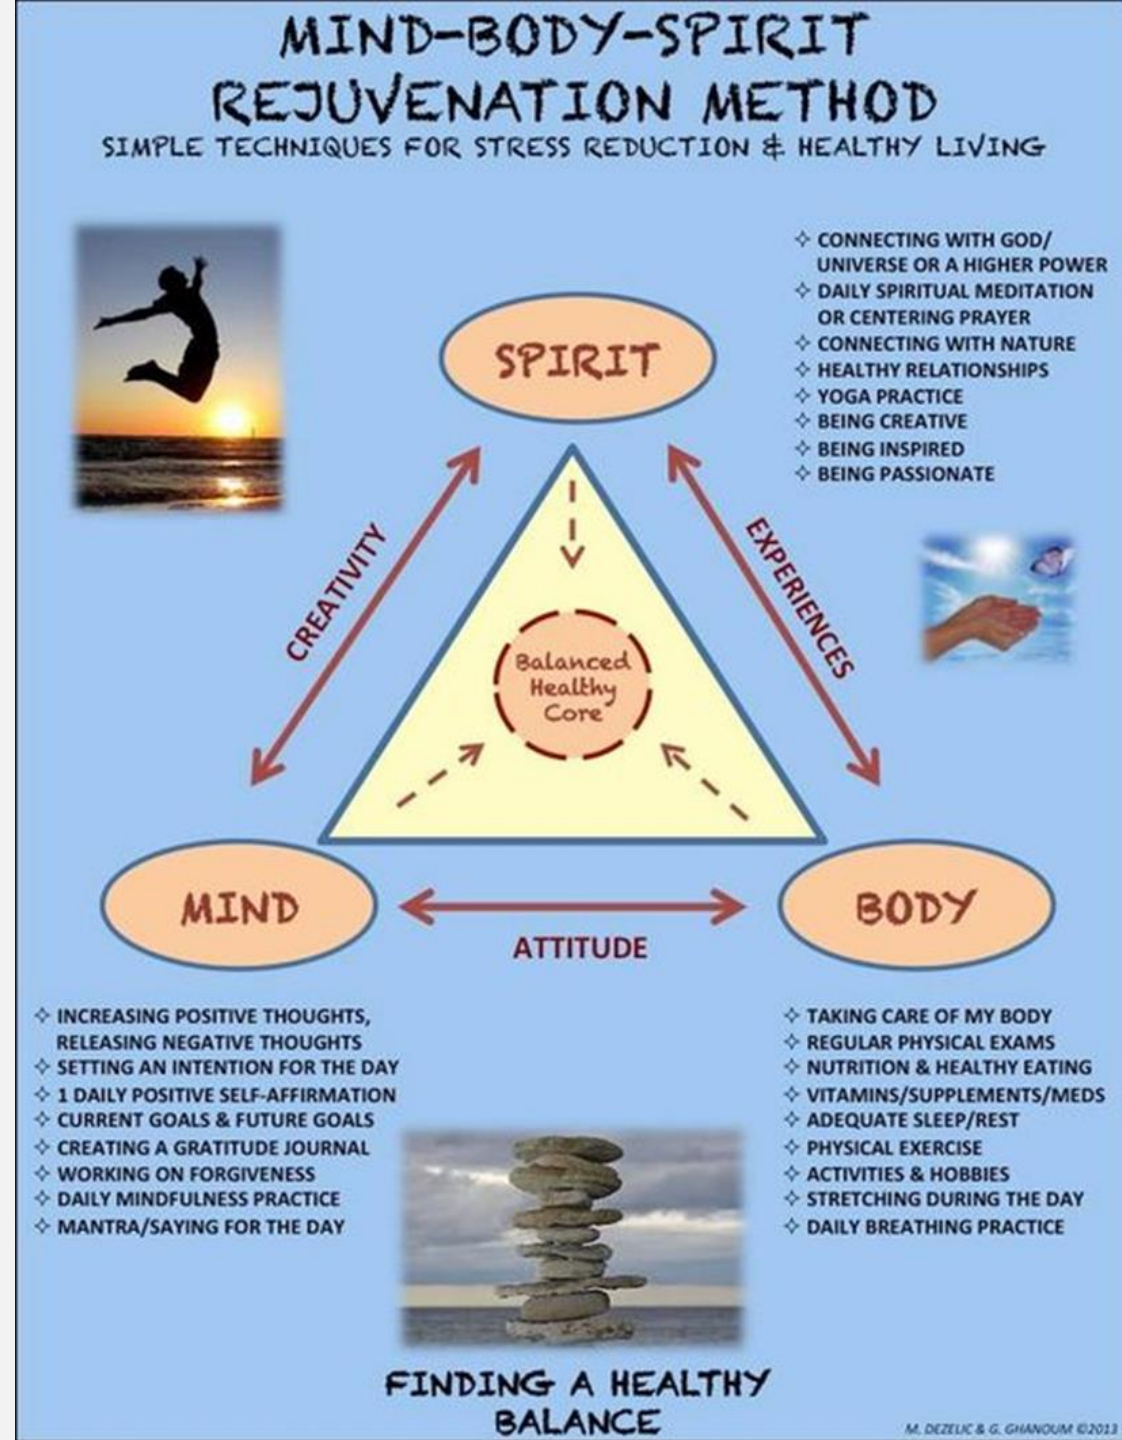 MIND-BODY-SPIRIT
REJUVENATION METHOD
SIMPLE TECHNIQUES FOR STRESS REDUCTION & HEALTHY LIVING
✧ CONNECTING WITH GOD/
UNIVERSE OR A HIGHER POWER
✧ DAILY SPIRITUAL MEDITATION
OR CENTERING PRAYER
✧ CONNECTING WITH NATURE
✧ HEALTHY RELATIONSHIPS
✧ YOGA PRACTICE
✧ BEING CREATIVE
✧ BEING INSPIRED
✧ BEING PASSIONATE
SPIRIT
CREATIVITY
EXPERIENCES
Balanced
Healthy
Core
MIND
BODY
ATTITUDE
✧ INCREASING POSITIVE THOUGHTS,
RELEASING NEGATIVE THOUGHTS
✧ SETTING AN INTENTION FOR THE DAY
✧ 1 DAILY POSITIVE SELF-AFFIRMATION
✧ CURRENT GOALS & FUTURE GOALS
✧ CREATING A GRATITUDE JOURNAL
✧ WORKING ON FORGIVENESS
✧ DAILY MINDFULNESS PRACTICE
✧ MANTRA/SAYING FOR THE DAY
✧ TAKING CARE OF MY BODY
✧ REGULAR PHYSICAL EXAMS
✧ NUTRITION & HEALTHY EATING
✧ VITAMINS/SUPPLEMENTS/MEDS
✧ ADEQUATE SLEEP/REST
✧ PHYSICAL EXERCISE
✧ ACTIVITIES & HOBBIES
✧ STRETCHING DURING THE DAY
✧ DAILY BREATHING PRACTICE
FINDING A HEALTHY
BALANCE
M. DEZELIC & G. GHANOUM ©2013